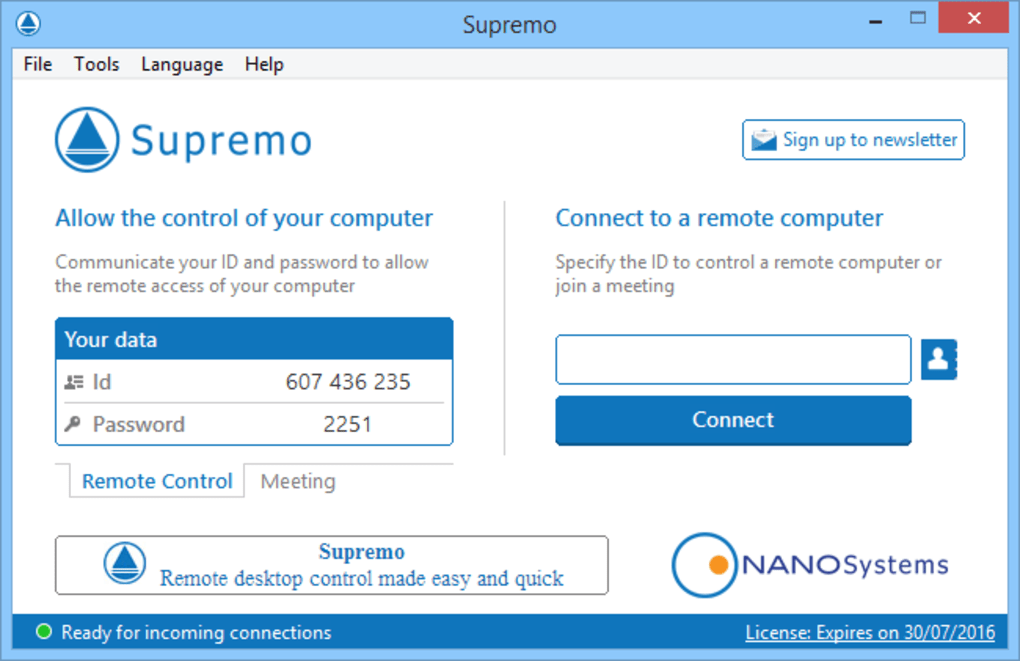 Supremo
File Tools Language Help
Supremo
Sign up to newsletter
Allow the control of your computer
Communicate your ID and password to allow
the remote access of your computer
Your data
Id 607 436 235
Password 2251
Remote Control Meeting
Connect to a remote computer
Specify the ID to control a remote computer or
join a meeting
Connect
Supremo
Remote desktop control made easy and quick
NANOSystems
Ready for incoming connections
License: Expires on 30/07/2016